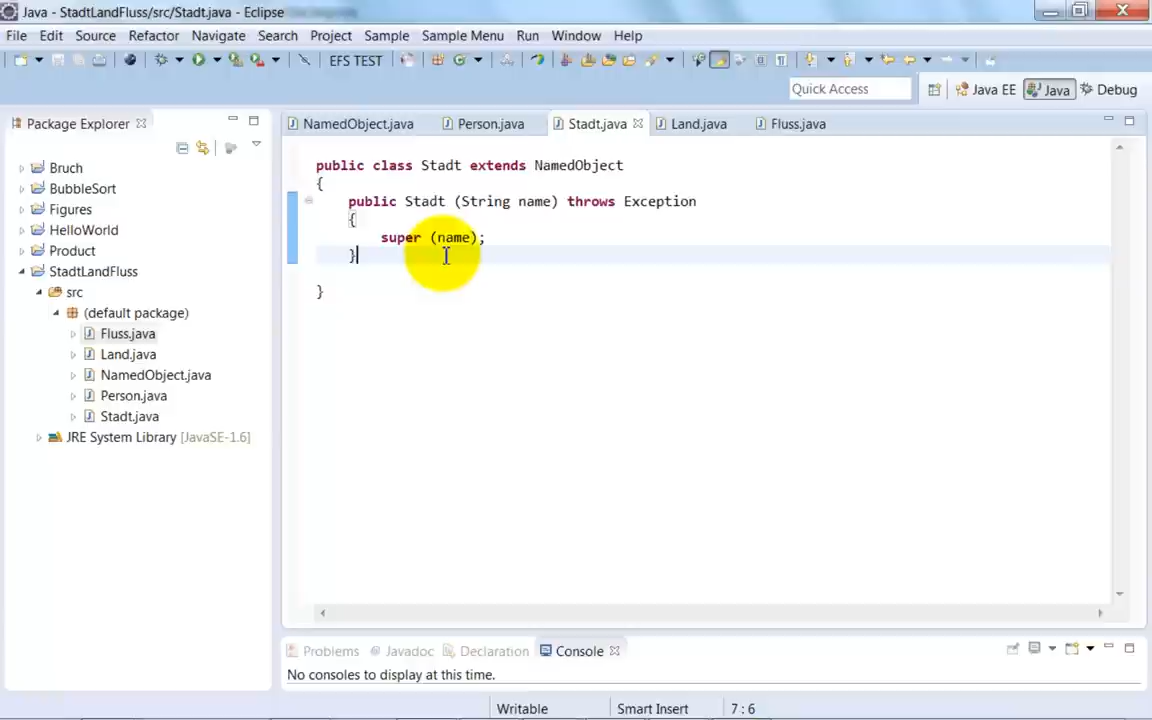 Java - StadtLandFluss/src/Stadt.java - Eclipse
File Edit Source Refactor Navigate Search Project Sample Sample Menu Run Window Help
EFS TEST
Quick Access
Java EE
Java
Debug
Package Explorer
NamedObject.java
Person.java
Stadt.java
Land.java
Fluss.java
Bruch
BubbleSort
Figures
HelloWorld
Product
StadtLandFluss
src
(default package)
Fluss.java
Land.java
NamedObject.java
Person.java
Stadt.java
JRE System Library [JavaSE-1.6]
public class Stadt extends NamedObject
{
public Stadt (String name) throws Exception
{
super (name);
}
}
Problems
Javadoc
Declaration
Console
No consoles to display at this time.
Writable
Smart Insert
7 : 6